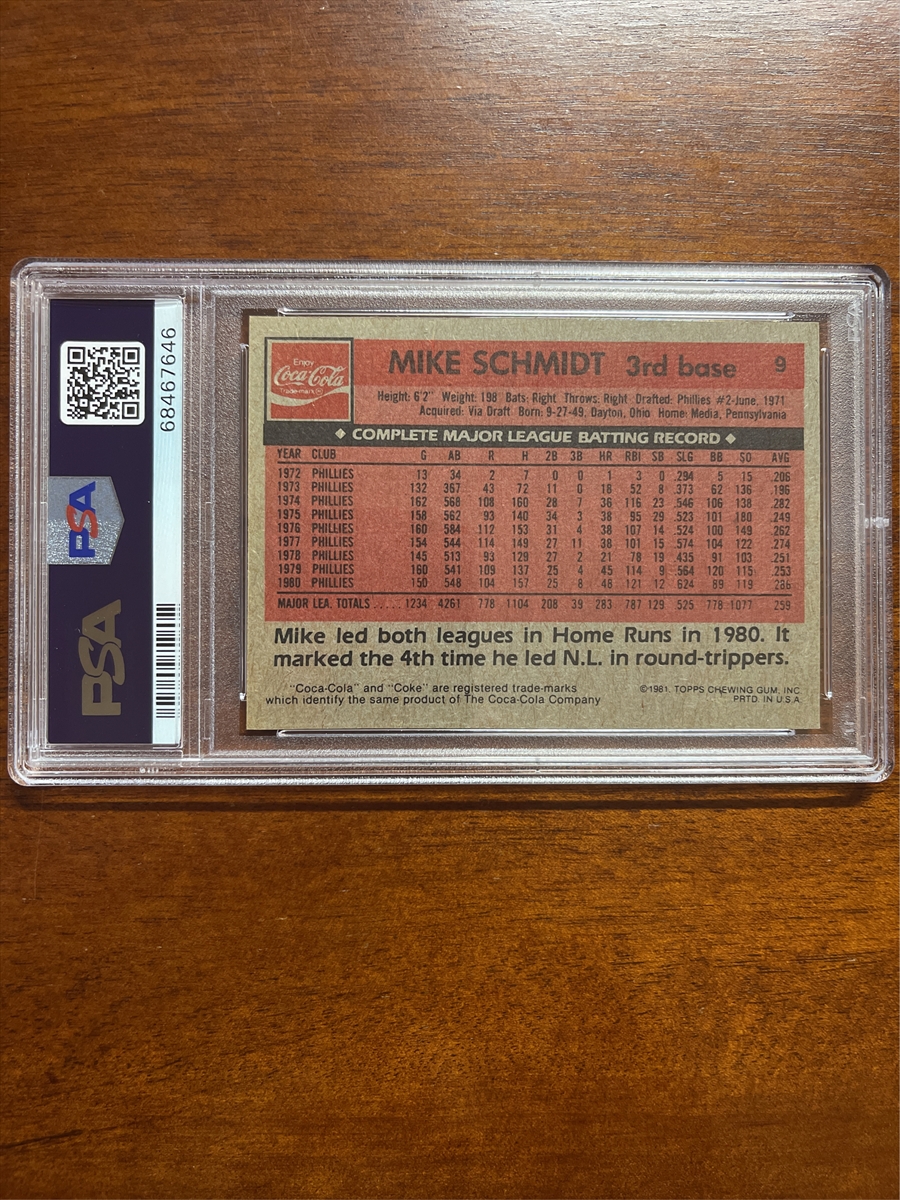 68467646
PSA
PSA
Enjoy
Coca-Cola
Trade-mark®
MIKE SCHMIDT 3rd base 9
Height: 6'2" Weight: 198 Bats: Right Throws: Right Drafted: Phillies #2-June, 1971
Acquired: Via Draft Born: 9-27-49, Dayton, Ohio Home: Media, Pennsylvania
◆ COMPLETE MAJOR LEAGUE BATTING RECORD ◆
YEAR CLUB G AB R H 2B 3B HR RBI SB SLG BB SO AVG
1972 PHILLIES 13 34 2 7 0 0 1 3 0 .294 5 15 .206
1973 PHILLIES 132 367 43 72 11 0 18 52 8 .373 62 136 .196
1974 PHILLIES 162 568 108 160 28 7 36 116 23 .546 106 138 .282
1975 PHILLIES 158 562 93 140 34 3 38 95 29 .523 101 180 .249
1976 PHILLIES 160 584 112 153 31 4 38 107 14 .524 100 149 .262
1977 PHILLIES 154 544 114 149 27 11 38 101 15 .574 104 122 .274
1978 PHILLIES 145 513 93 129 27 2 21 78 19 .435 91 103 .251
1979 PHILLIES 160 541 109 137 25 4 45 114 9 .564 120 115 .253
1980 PHILLIES 150 548 104 157 25 8 48 121 12 .624 89 119 .286
MAJOR LEA. TOTALS ..... 1234 4261 778 1104 208 39 283 787 129 .525 778 1077 .259
Mike led both leagues in Home Runs in 1980. It
marked the 4th time he led N.L. in round-trippers.
"Coca-Cola" and "Coke" are registered trade-marks
which identify the same product of The Coca-Cola Company
©1981, TOPPS CHEWING GUM, INC.
PRTD. IN U.S.A.